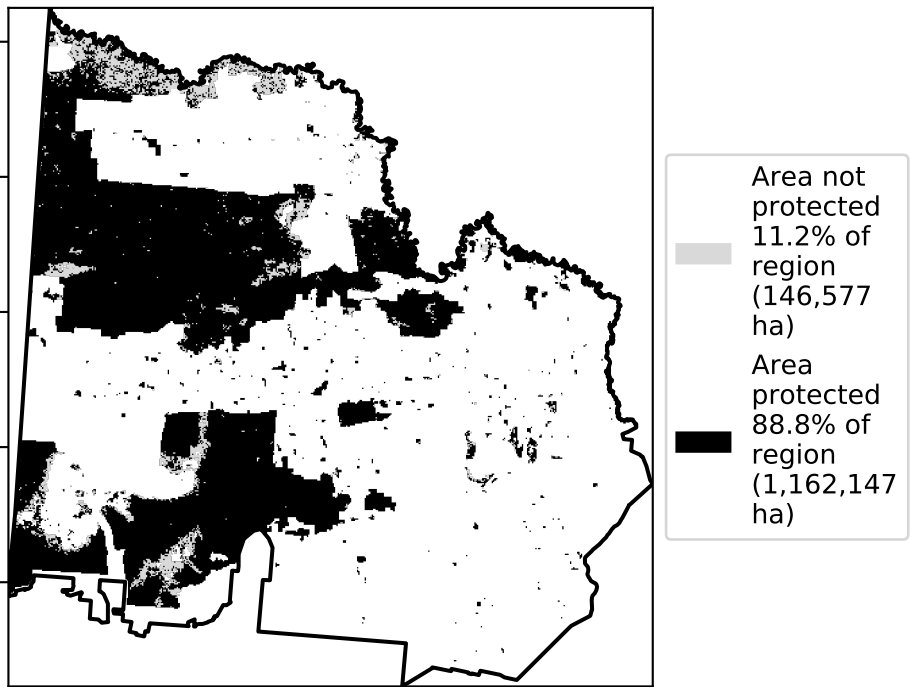 Area not
protected
11.2% of
region
(146,577
ha)
Area
protected
88.8% of
region
(1,162,147
ha)